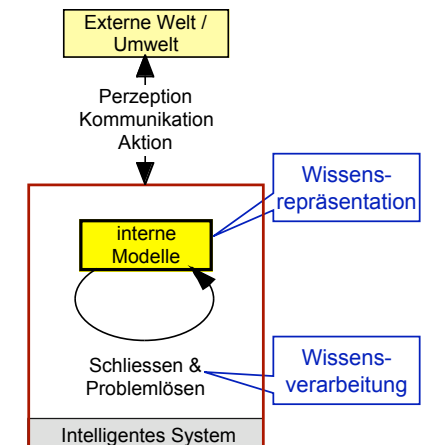 Externe Welt /
Umwelt
Perzeption
Kommunikation
Aktion
Wissens-
repräsentation
interne
Modelle
Schliessen &
Problemlösen
Wissens-
verarbeitung
Intelligentes System